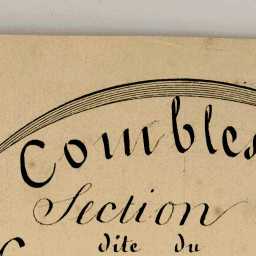 Combles
Section
dite du